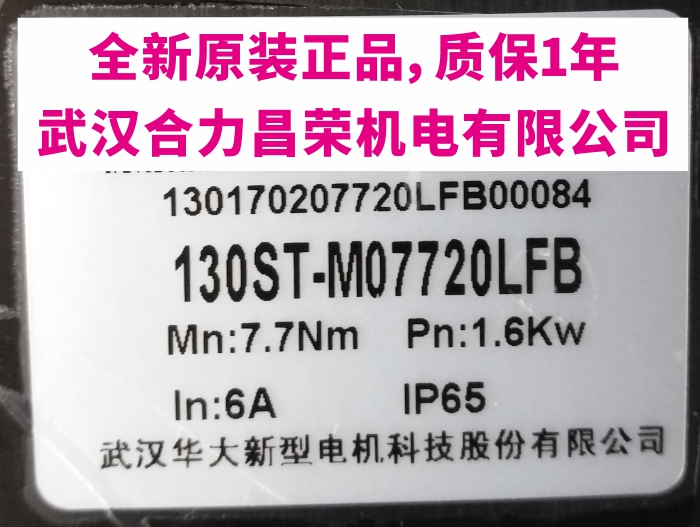 全新原装正品，质保1年
武汉合力昌荣机电有限公司
130170207720LFB00084
130ST-M07720LFB
Mn:7.7Nm Pn:1.6Kw
In:6A IP65
武汉华大新型电机科技股份有限公司